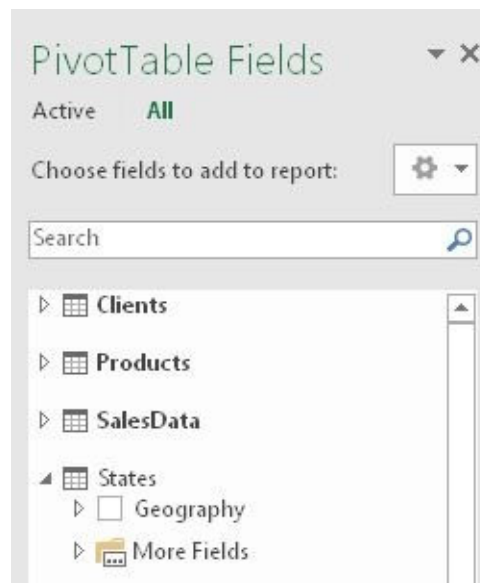 PivotTable Fields
Active All
Choose fields to add to report:
Search
Clients
Products
SalesData
States
Geography
More Fields